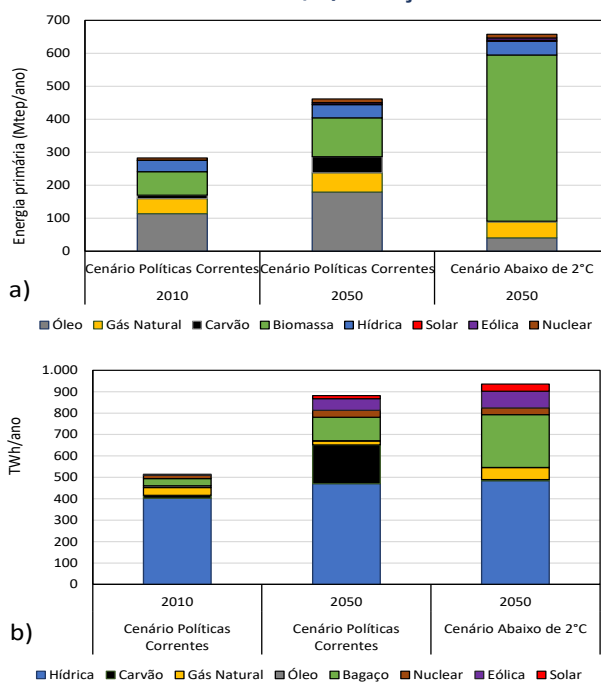 700
600
500
400
300
200
100
0
Energia primária (Mtep/ano)
Cenário Políticas Correntes Cenário Políticas Correntes Cenário Abaixo de 2°C
2010 2050 2050
a)
Óleo Gás Natural Carvão Biomassa Hídrica Solar Eólica Nuclear
1.000
900
800
700
600
500
400
300
200
100
0
TWh/ano
2010 2050 2050
Cenário Políticas Correntes Cenário Políticas Correntes Cenário Abaixo de 2°C
b)
Hídrica Carvão Gás Natural Óleo Bagaço Nuclear Eólica Solar